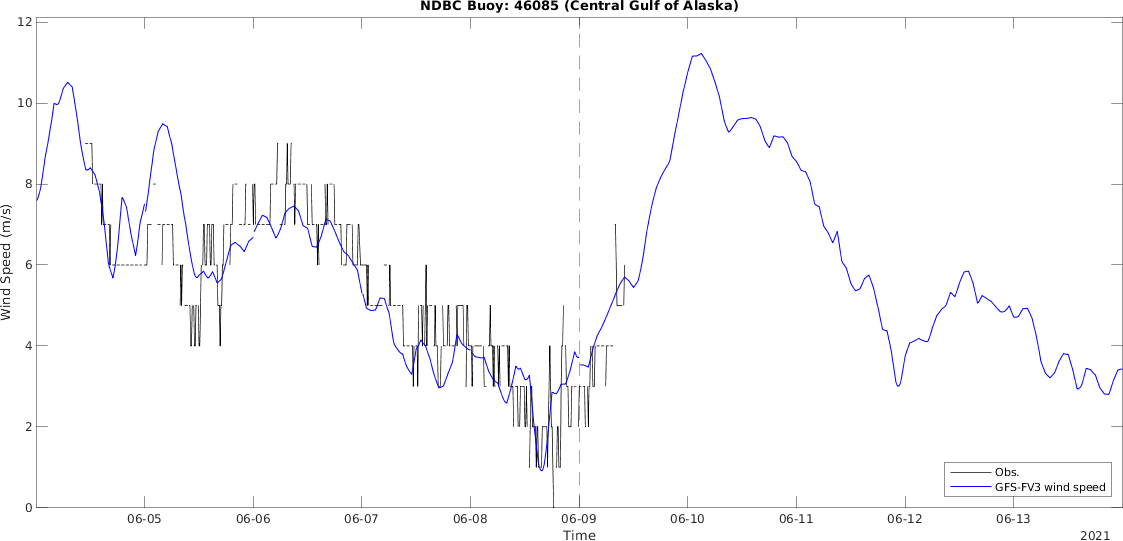 NDBC Buoy: 46085 (Central Gulf of Alaska)
12
10
8
6
4
2
0
Wind Speed (m/s)
06-05 06-06 06-07 06-08 06-09 06-10 06-11 06-12 06-13
Time
2021
Obs.
GFS-FV3 wind speed